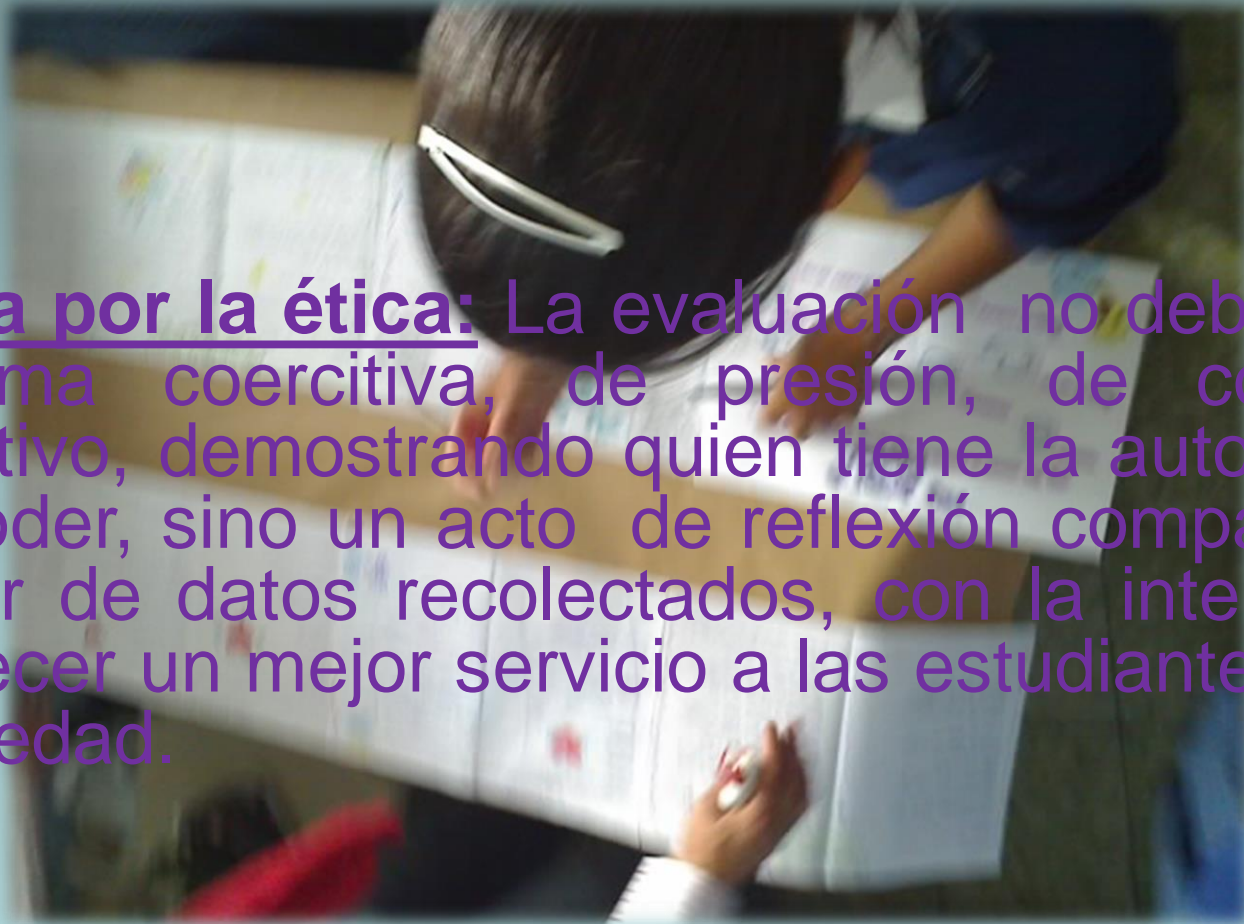 a por la ética: La evaluación no deb
ma coercitiva, de presión, de co
tivo, demostrando quien tiene la auto
oder, sino un acto de reflexión compa
r de datos recolectados, con la inte
ecer un mejor servicio a las estudiante
edad.